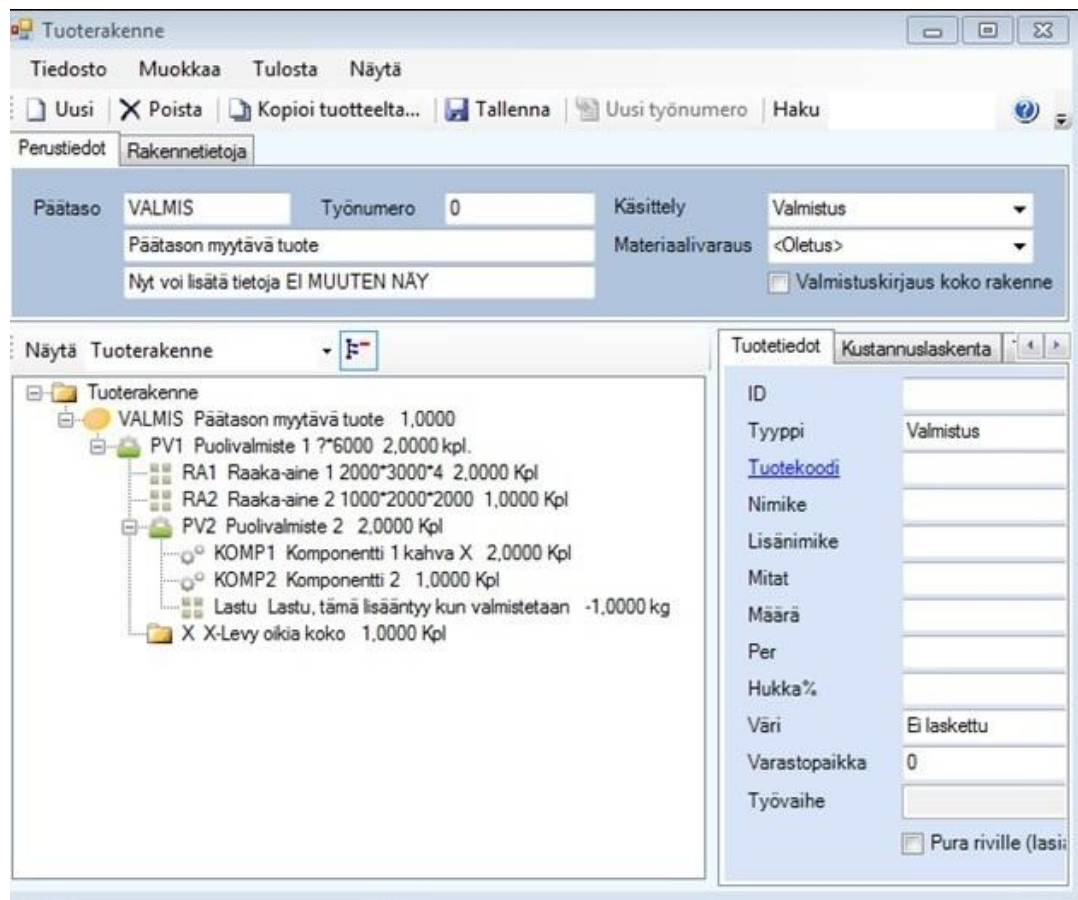 Tuoterakenne
Tiedosto Muokkaa Tulosta Näytä
Uusi Poista Kopioi tuotteelta... Tallenna Uusi työnumero Haku
Perustiedot Rakennetietoja
Päätaso VALMIS Työnumero 0 Käsittely Valmistus
Päätason myytävä tuote Materiaalivaraus <Oletus>
Nyt voi lisätä tietoja EI MUUTEN NÄY Valmistuskirjaus koko rakenne
Näytä Tuoterakenne
Tuoterakenne
VALMIS Päätason myytävä tuote 1,0000
PV1 Puolivalmiste 1 ?*6000 2,0000 kpl.
RA1 Raaka-aine 1 2000*3000*4 2,0000 Kpl
RA2 Raaka-aine 2 1000*2000*2000 1,0000 Kpl
PV2 Puolivalmiste 2 2,0000 Kpl
KOMP1 Komponentti 1 kahva X 2,0000 Kpl
KOMP2 Komponentti 2 1,0000 Kpl
Lastu Lastu, tämä lisääntyy kun valmistetaan -1,0000 kg
X X-Levy oikia koko 1,0000 Kpl
Tuotetiedot Kustannuslaskenta
ID
Tyyppi Valmistus
Tuotekoodi
Nimike
Lisänimike
Mitat
Määrä
Per
Hukka%
Väri Ei laskettu
Varastopaikka 0
Työvaihe
Pura riville